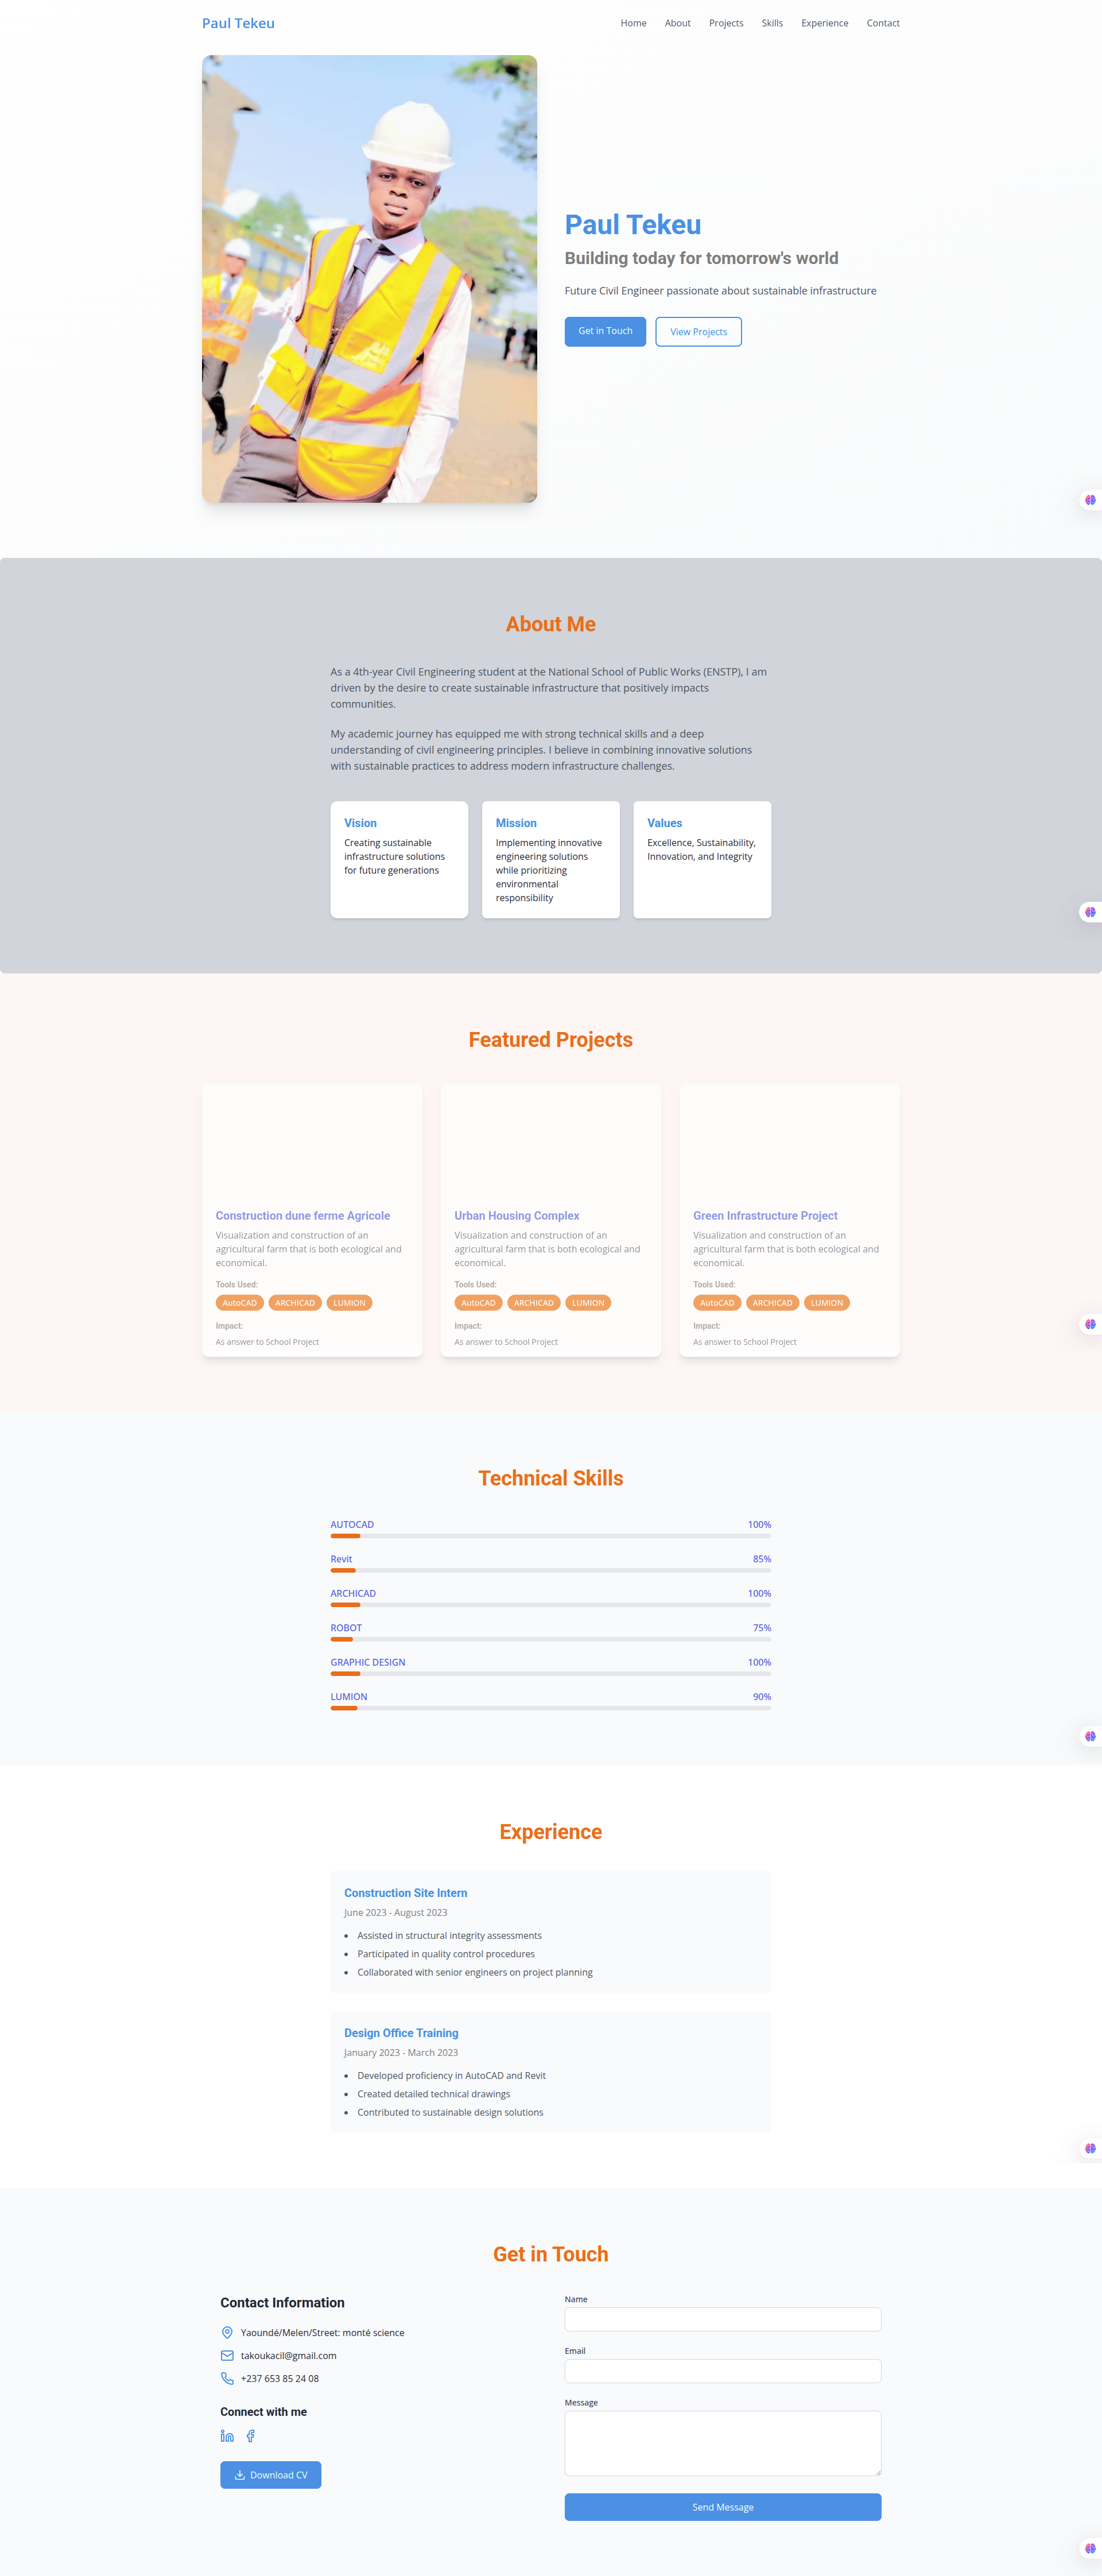 Paul Tekeu
Home About Projects Skills Experience Contact
Paul Tekeu
Building today for tomorrow's world
Future Civil Engineer passionate about sustainable infrastructure
Get in Touch View Projects
About Me
As a 4th-year Civil Engineering student at the National School of Public Works (ENSTP), I am
driven by the desire to create sustainable infrastructure that positively impacts
communities.
My academic journey has equipped me with strong technical skills and a deep
understanding of civil engineering principles. I believe in combining innovative solutions
with sustainable practices to address modern infrastructure challenges.
Vision
Creating sustainable
infrastructure solutions
for future generations
Mission
Implementing innovative
engineering solutions
while prioritizing
environmental
responsibility
Values
Excellence, Sustainability,
Innovation, and Integrity
Featured Projects
Construction dune ferme Agricole
Visualization and construction of an
agricultural farm that is both ecological and
economical.
Tools Used:
AutoCAD ARCHICAD LUMION
Impact:
As answer to School Project
Urban Housing Complex
Visualization and construction of an
agricultural farm that is both ecological and
economical.
Tools Used:
AutoCAD ARCHICAD LUMION
Impact:
As answer to School Project
Green Infrastructure Project
Visualization and construction of an
agricultural farm that is both ecological and
economical.
Tools Used:
AutoCAD ARCHICAD LUMION
Impact:
As answer to School Project
Technical Skills
AUTOCAD 100%
Revit 85%
ARCHICAD 100%
ROBOT 75%
GRAPHIC DESIGN 100%
LUMION 90%
Experience
Construction Site Intern
June 2023 - August 2023
• Assisted in structural integrity assessments
• Participated in quality control procedures
• Collaborated with senior engineers on project planning
Design Office Training
January 2023 - March 2023
• Developed proficiency in AutoCAD and Revit
• Created detailed technical drawings
• Contributed to sustainable design solutions
Get in Touch
Contact Information
Yaoundé/Melen/Street: monté science
takoukacil@gmail.com
+237 653 85 24 08
Connect with me
Download CV
Name
Email
Message
Send Message